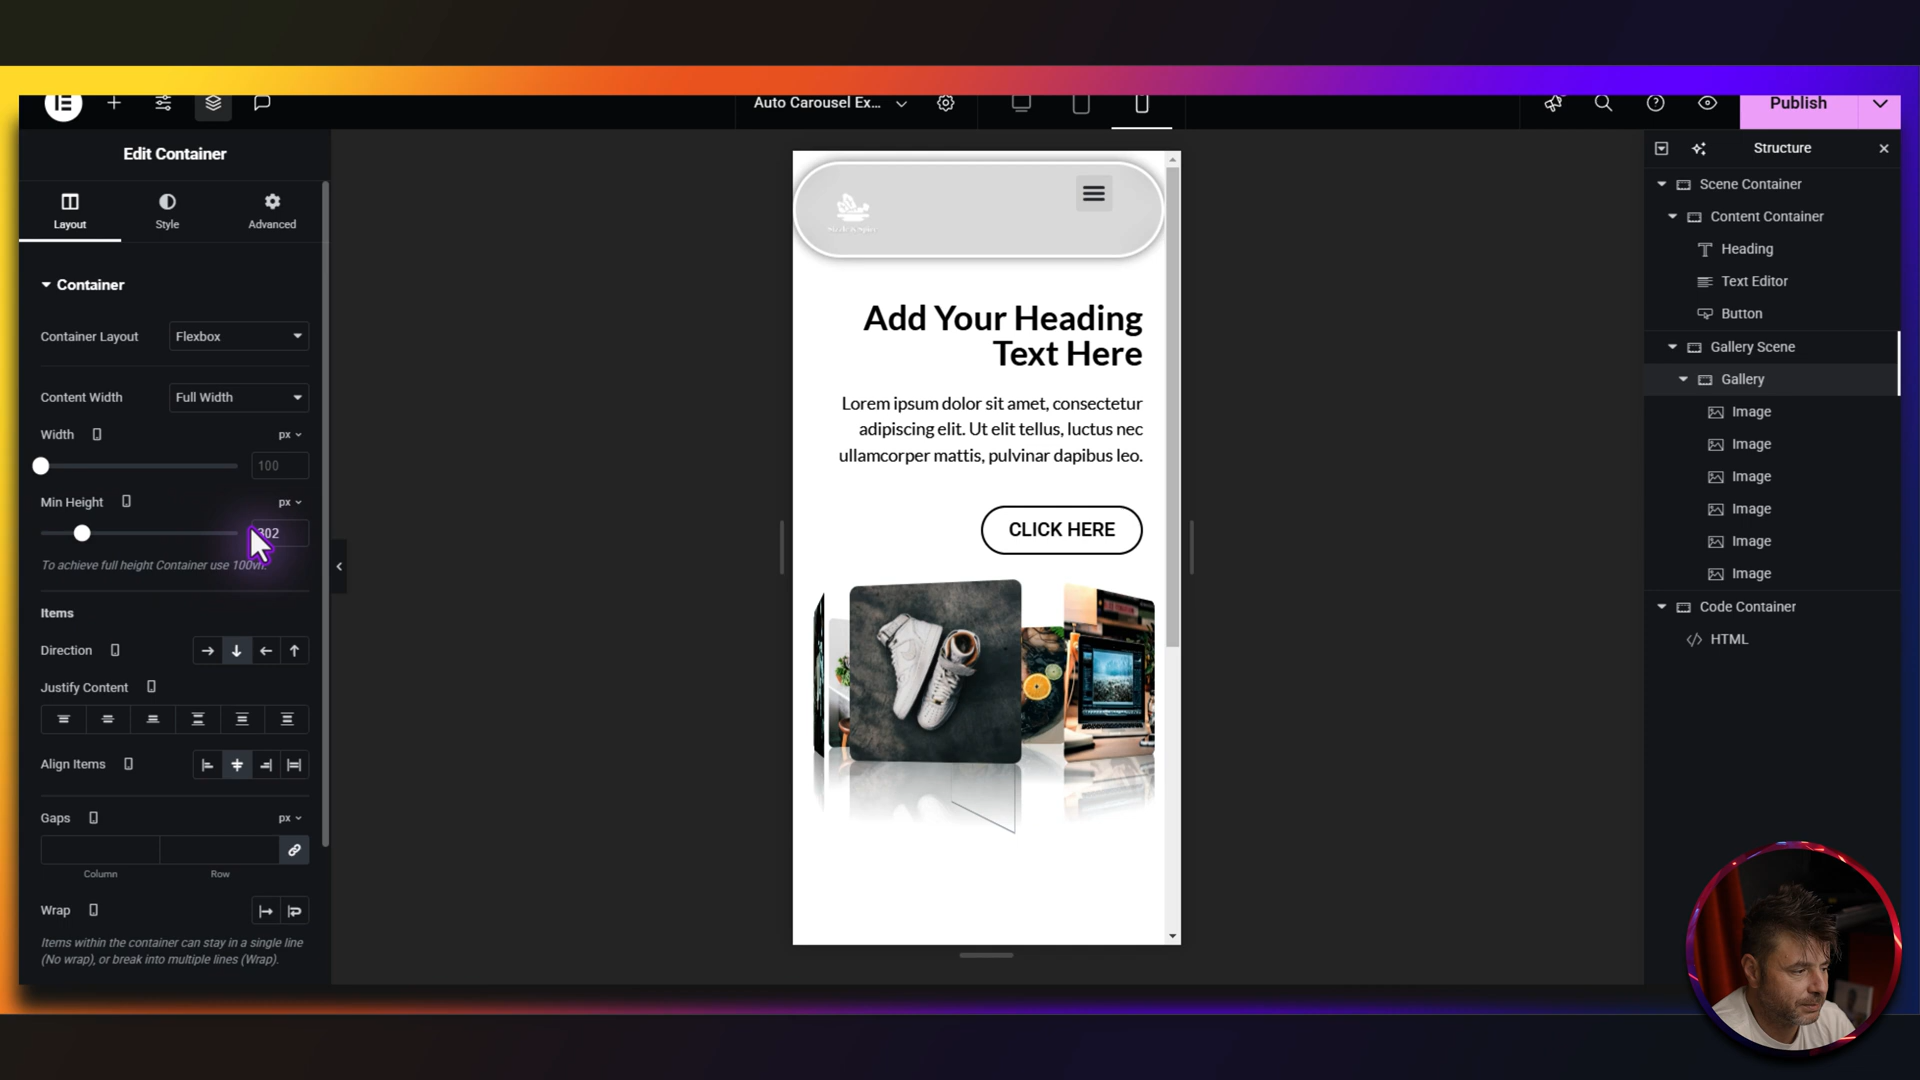 Auto Carousel Ex...
Publish
Edit Container
Structure
Layout
Style
Advanced
Container
Container Layout
Flexbox
Content Width
Full Width
Width
px
100
Min Height
px
302
To achieve full height Container use 100vh.
Items
Direction
Justify Content
Align Items
Gaps
px
Column
Row
Wrap
Items within the container can stay in a single line
(No wrap), or break into multiple lines (Wrap).
Add Your Heading
Text Here
Lorem ipsum dolor sit amet, consectetur
adipiscing elit. Ut elit tellus, luctus nec
ullamcorper mattis, pulvinar dapibus leo.
CLICK HERE
Scene Container
Content Container
Heading
Text Editor
Button
Gallery Scene
Gallery
Image
Image
Image
Image
Image
Image
Code Container
HTML